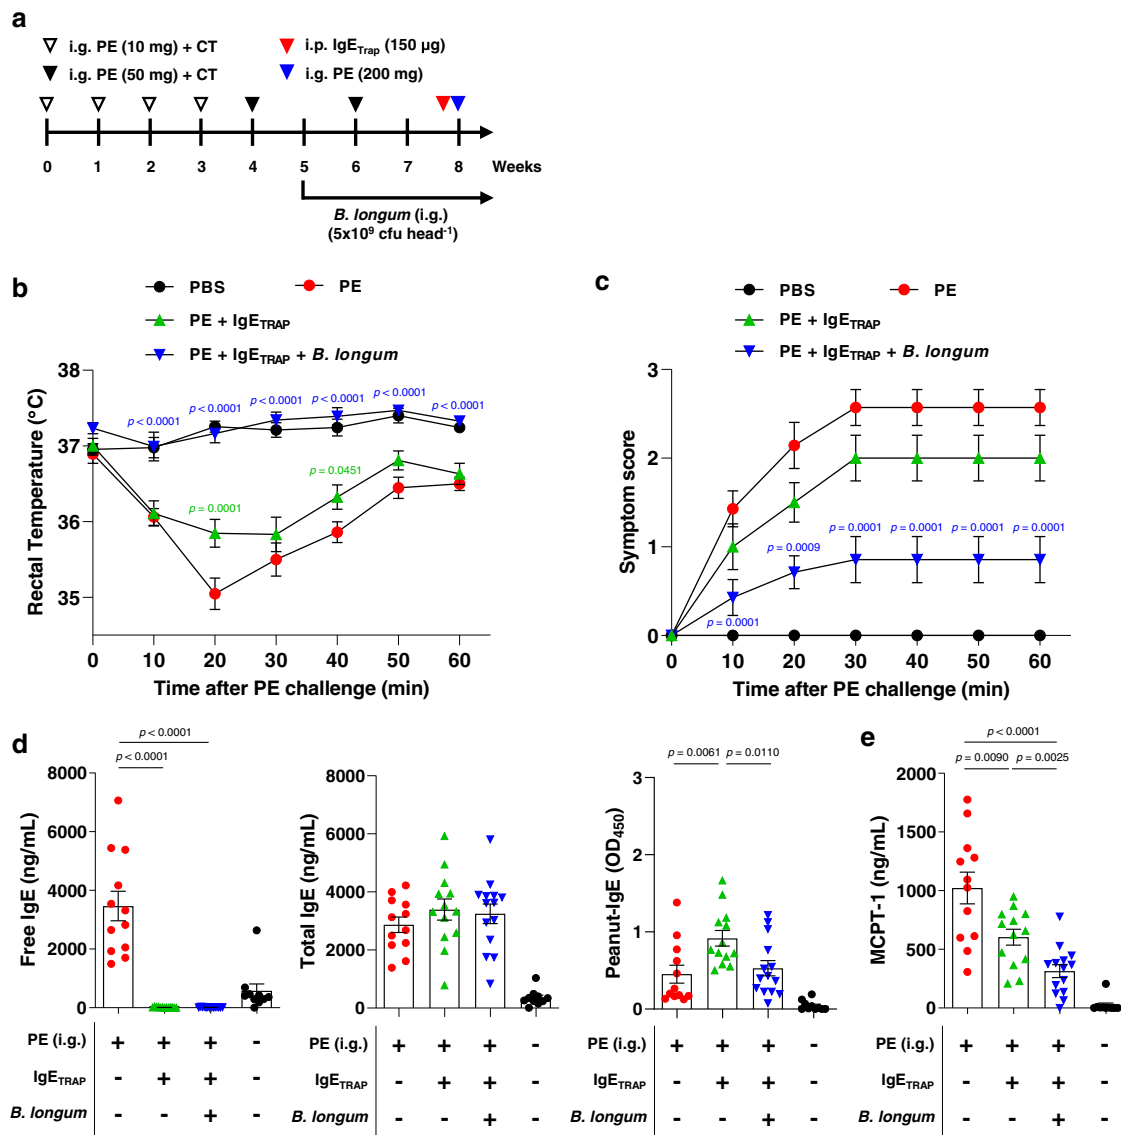 a
i.g. PE (10 mg) + CT
i.p. IgETrap (150 µg)
i.g. PE (50 mg) + CT
i.g. PE (200 mg)
0 1 2 3 4 5 6 7 8 Weeks
B. longum (i.g.)
(5x10⁹ cfu head⁻¹)
b
PBS
PE
PE + IgETRAP
PE + IgETRAP + B. longum
38
37
36
35
Rectal Temperature (°C)
p < 0.0001
p < 0.0001
p < 0.0001
p < 0.0001
p < 0.0001
p < 0.0001
p = 0.0001
p = 0.0451
0 10 20 30 40 50 60
Time after PE challenge (min)
c
PBS
PE
PE + IgETRAP
PE + IgETRAP + B. longum
3
2
1
0
Symptom score
p = 0.0001
p = 0.0009
p = 0.0001
p = 0.0001
p = 0.0001
p = 0.0001
0 10 20 30 40 50 60
Time after PE challenge (min)
d
p < 0.0001
p < 0.0001
8000
6000
4000
2000
0
Free IgE (ng/mL)
PE (i.g.) + + + -
IgETRAP - + + -
B. longum - - + -
8000
6000
4000
2000
0
Total IgE (ng/mL)
PE (i.g.) + + + -
IgETRAP - + + -
B. longum - - + -
p = 0.0061
p = 0.0110
3
2
1
0
Peanut-IgE (OD450)
PE (i.g.) + + + -
IgETRAP - + + -
B. longum - - + -
e
p < 0.0001
p = 0.0090
p = 0.0025
2000
1500
1000
500
0
MCPT-1 (ng/mL)
PE (i.g.) + + + -
IgETRAP - + + -
B. longum - - + -